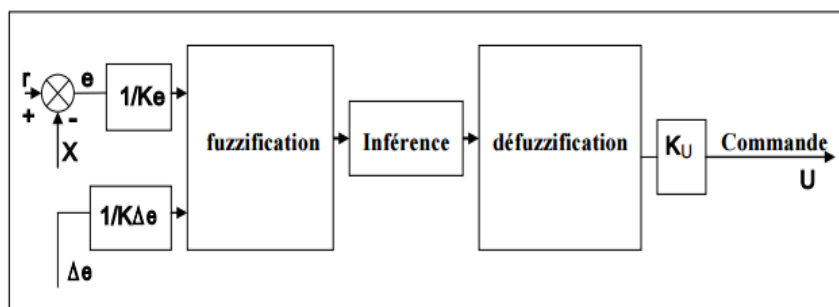 r
e
+
-
X
1/Ke
fuzzification
Inférence
défuzzification
KU
Commande
U
1/KΔe
Δe